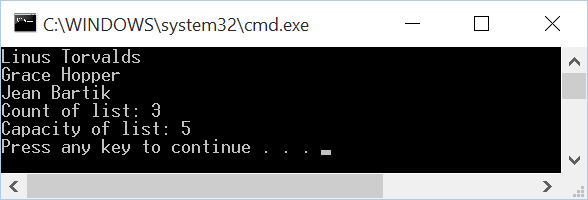 C:\WINDOWS\system32\cmd.exe
Linus Torvalds
Grace Hopper
Jean Bartik
Count of list: 3
Capacity of list: 5
Press any key to continue . . .